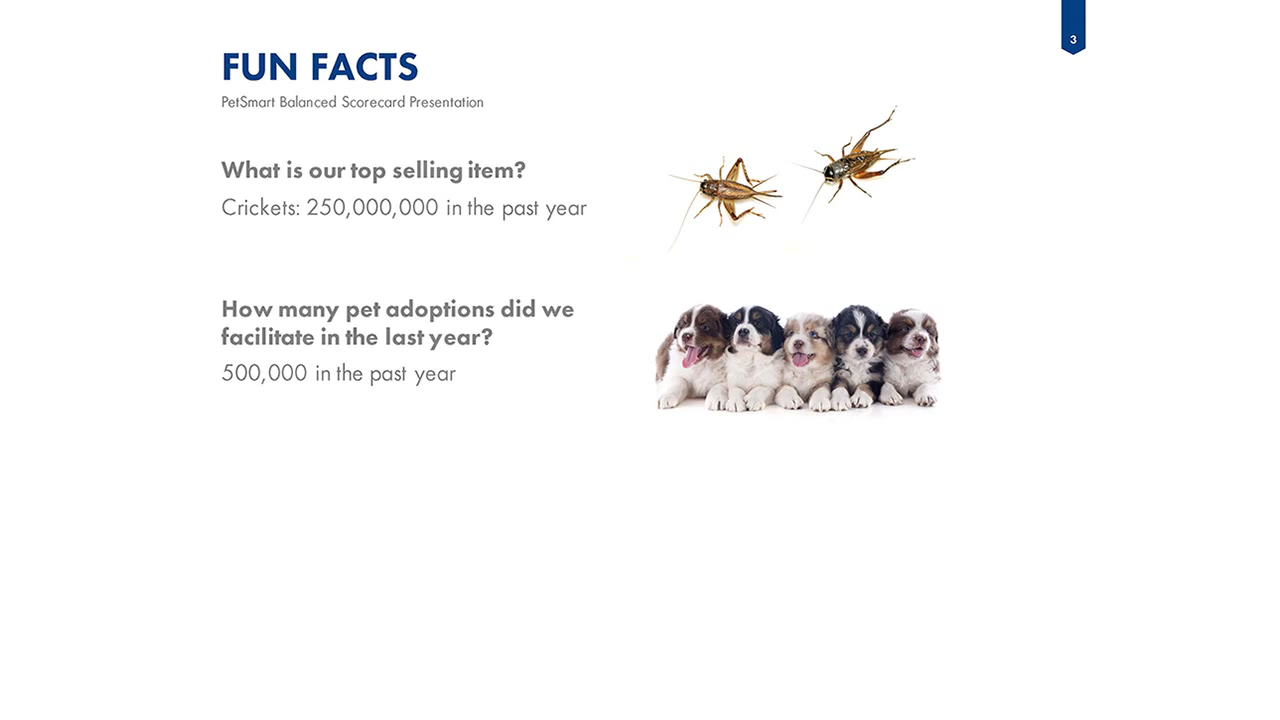 3
FUN FACTS
PetSmart Balanced Scorecard Presentation
What is our top selling item?
Crickets: 250,000,000 in the past year
How many pet adoptions did we
facilitate in the last year?
500,000 in the past year